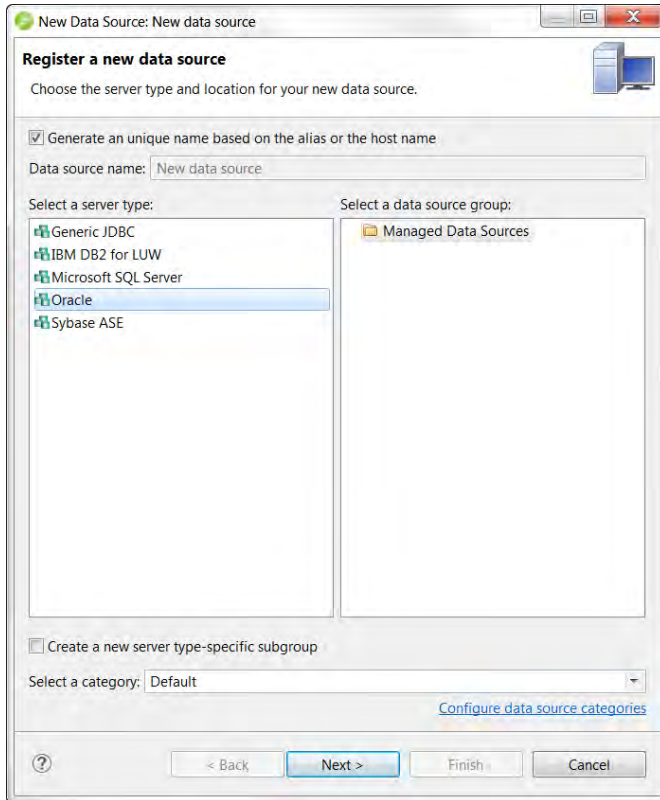 New Data Source: New data source
Register a new data source
Choose the server type and location for your new data source.
Generate an unique name based on the alias or the host name
Data source name: New data source
Select a server type:
Generic JDBC
IBM DB2 for LUW
Microsoft SQL Server
Oracle
Sybase ASE
Select a data source group:
Managed Data Sources
Create a new server type-specific subgroup
Select a category: Default
Configure data source categories
? < Back Next > Finish Cancel